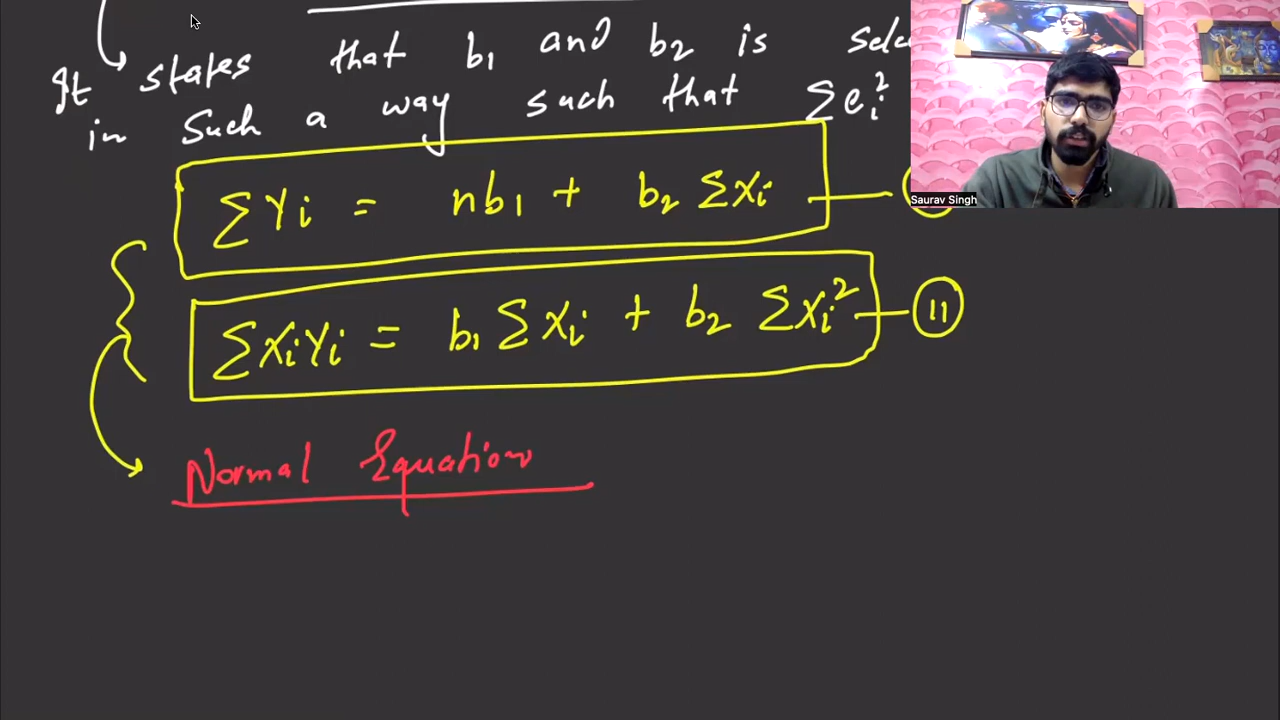 It states that b₁ and b₂ is
in such a way such that Σeᵢ²
ΣYi = nb₁ + b₂ ΣXi
ΣXiYi = b₁ ΣXi + b₂ ΣXi² — (II)
Normal Equation
Saurav Singh